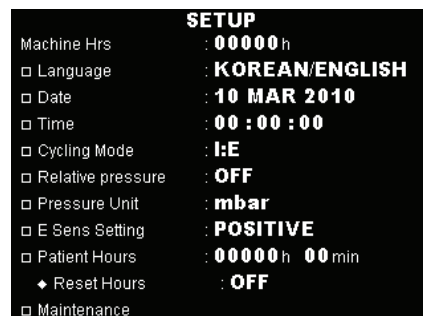 SETUP
Machine Hrs : 00000 h
□ Language : KOREAN/ENGLISH
□ Date : 10 MAR 2010
□ Time : 00 : 00 : 00
□ Cycling Mode : I:E
□ Relative pressure : OFF
□ Pressure Unit : mbar
□ E Sens Setting : POSITIVE
□ Patient Hours : 00000 h 00 min
◆ Reset Hours : OFF
□ Maintenance